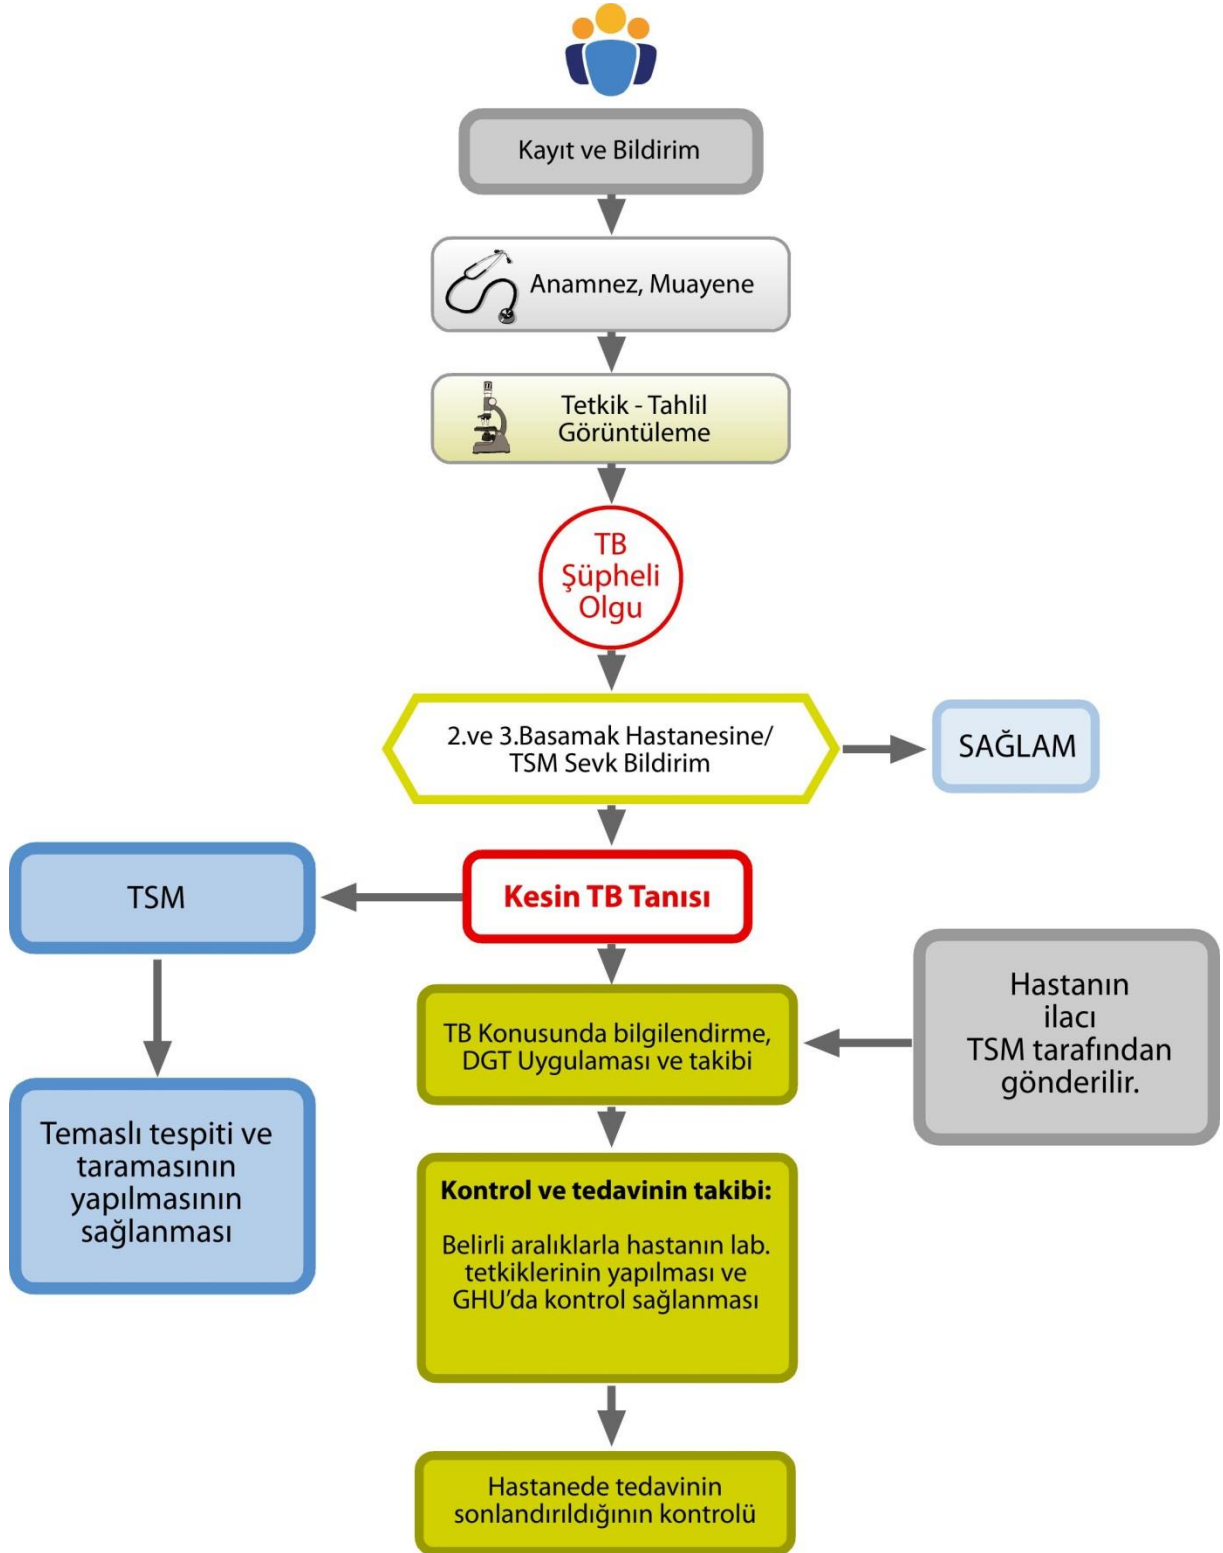 Kayıt ve Bildirim
Anamnez, Muayene
Tetkik - Tahlil
Görüntüleme
TB
Şüpheli
Olgu
2.ve 3.Basamak Hastanesine/
TSM Sevk Bildirim
SAĞLAM
TSM
Kesin TB Tanısı
Hastanın
ilacı
TSM tarafından
gönderilir.
TB Konusunda bilgilendirme,
DGT Uygulaması ve takibi
Temaslı tespiti ve
taramasının
yapılmasının
sağlanması
Kontrol ve tedavinin takibi:
Belirli aralıklarla hastanın lab.
tetkiklerinin yapılması ve
GHU’da kontrol sağlanması
Hastanede tedavinin
sonlandırıldığının kontrolü